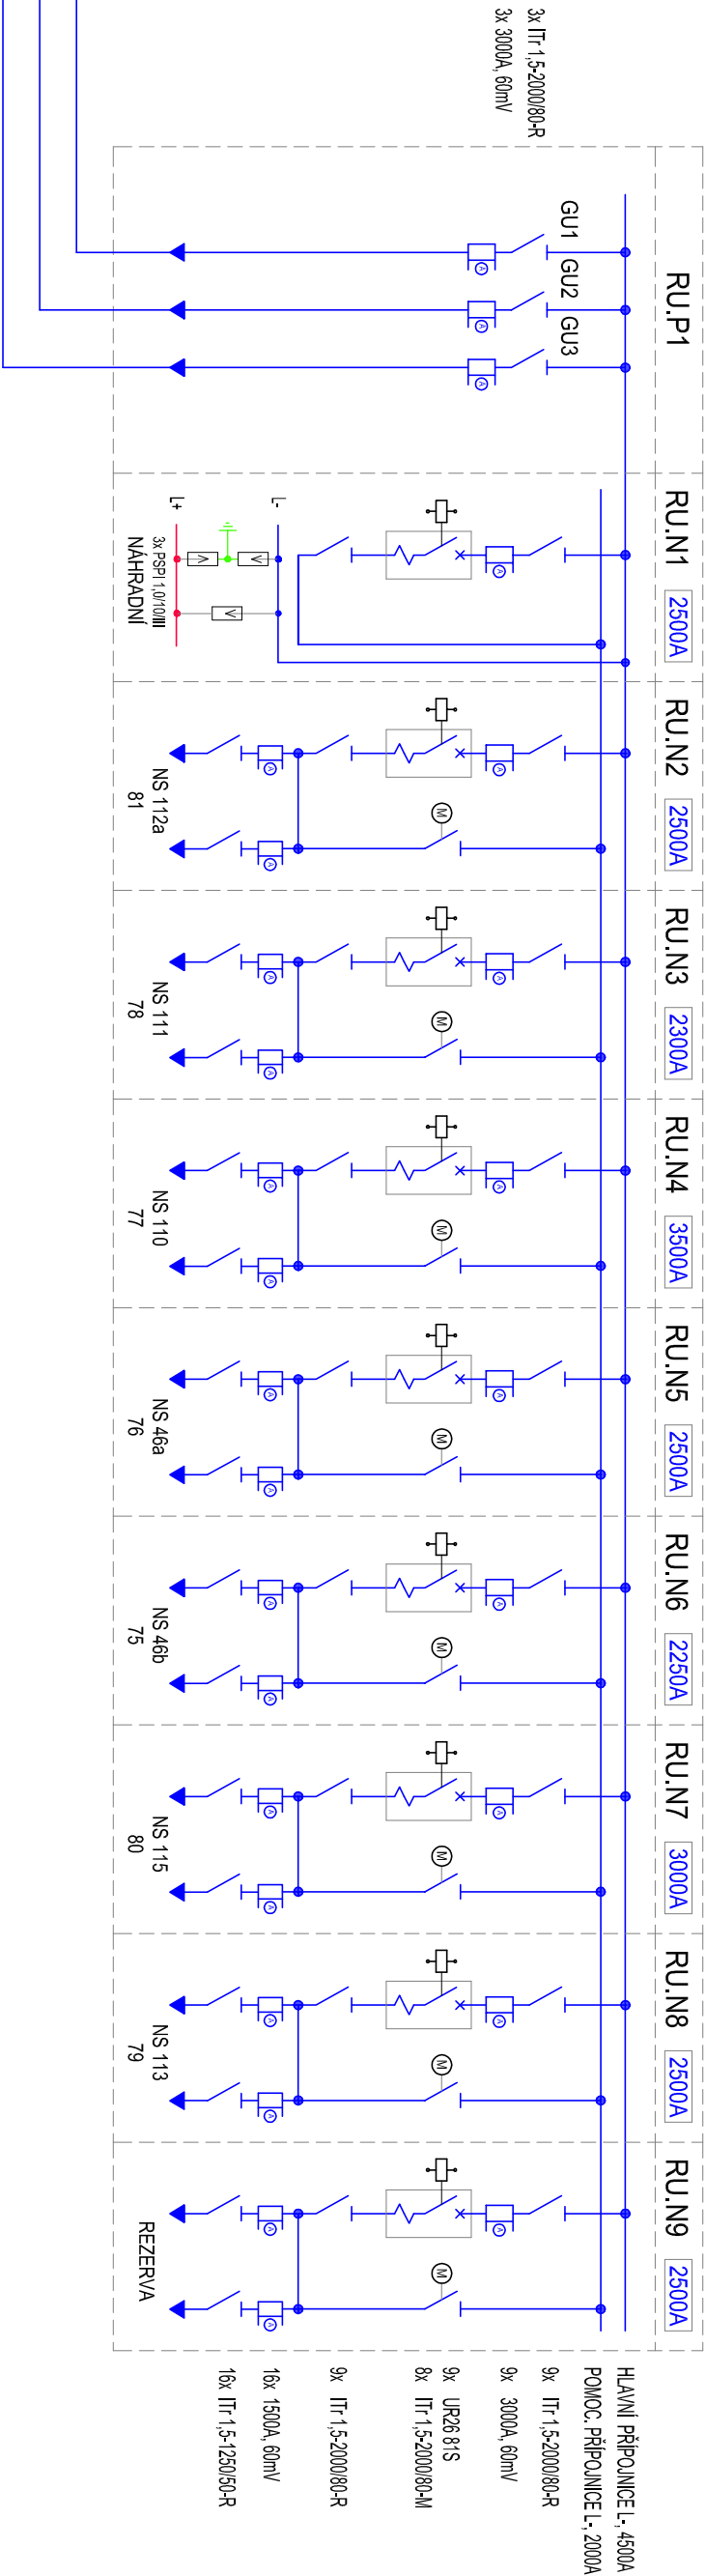 3x ITr 1,5-2000/80-R
3x 3000A, 60mV
RU.P1
GU1
GU2
GU3
A
A
A
RU.N1
2500A
A
L-
L+
V
V
V
3x PSPI 1,0/10/III
NÁHRADNÍ
RU.N2
2500A
A
M
A
A
NS 112a
81
RU.N3
2300A
A
M
A
A
NS 111
78
RU.N4
3500A
A
M
A
A
NS 110
77
RU.N5
2500A
A
M
A
A
NS 46a
76
RU.N6
2250A
A
M
A
A
NS 46b
75
RU.N7
3000A
A
M
A
A
NS 115
80
RU.N8
2500A
A
M
A
A
NS 113
79
RU.N9
2500A
A
M
A
A
REZERVA
HLAVNÍ PŘÍPOJNICE L-, 4500A
POMOC. PŘÍPOJNICE L-, 2000A
9x ITr 1,5-2000/80-R
9x 3000A, 60mV
9x UR26 81S
8x ITr 1,5-2000/80-M
9x ITr 1,5-2000/80-R
16x 1500A, 60mV
16x ITr 1,5-1250/50-R